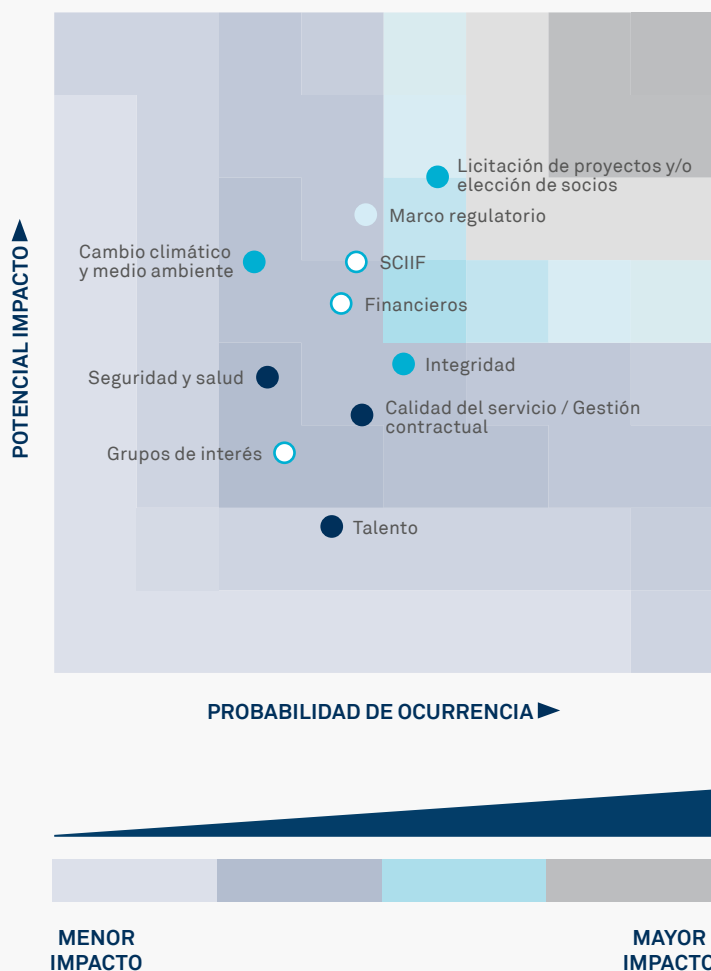 Licitación de proyectos y/o
elección de socios
Marco regulatorio
Cambio climático
y medio ambiente
SCIIF
Financieros
Integridad
Seguridad y salud
Calidad del servicio / Gestión
contractual
Grupos de interés
Talento
POTENCIAL IMPACTO
PROBABILIDAD DE OCURRENCIA
MENOR
IMPACTO
MAYOR
IMPACTO